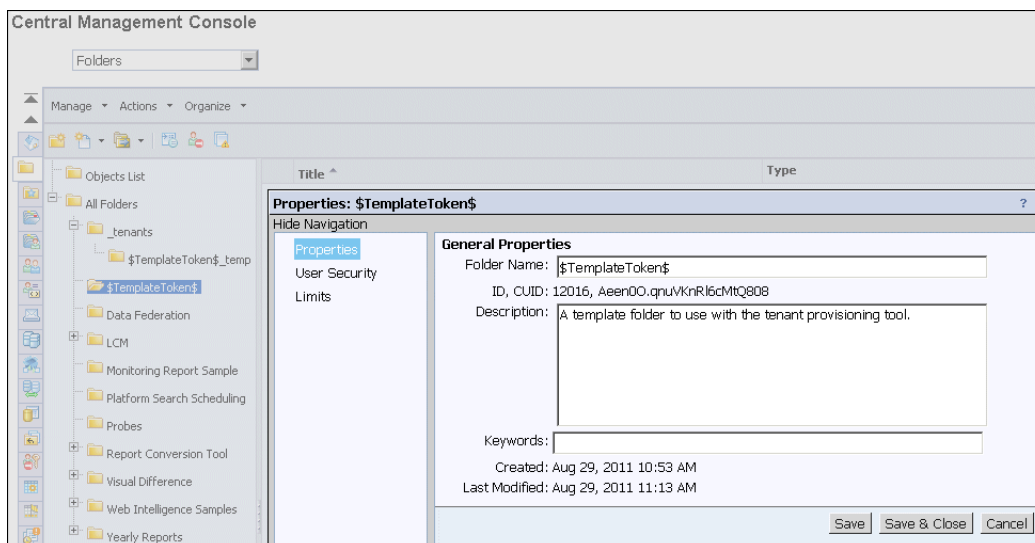 Central Management Console
Folders
Manage Actions Organize
Title Type
Objects List
All Folders
_tenants
$TemplateToken$_temp
$TemplateToken$
Data Federation
LCM
Monitoring Report Sample
Platform Search Scheduling
Probes
Report Conversion Tool
Visual Difference
Web Intelligence Samples
Yearly Reports
Properties: $TemplateToken$ ?
Hide Navigation
Properties
User Security
Limits
General Properties
Folder Name: $TemplateToken$
ID, CUID: 12016, Aeen0O.qnuVKnRl6cMtQ808
Description: A template folder to use with the tenant provisioning tool.
Keywords:
Created: Aug 29, 2011 10:53 AM
Last Modified: Aug 29, 2011 11:13 AM
Save Save & Close Cancel